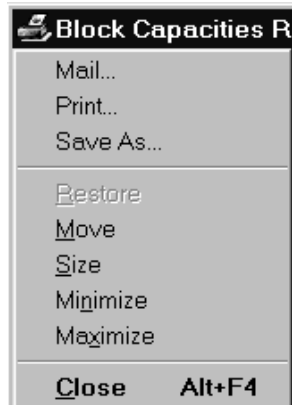 Block Capacities R
Mail...
Print...
Save As...
Restore
Move
Size
Minimize
Maximize
Close Alt+F4